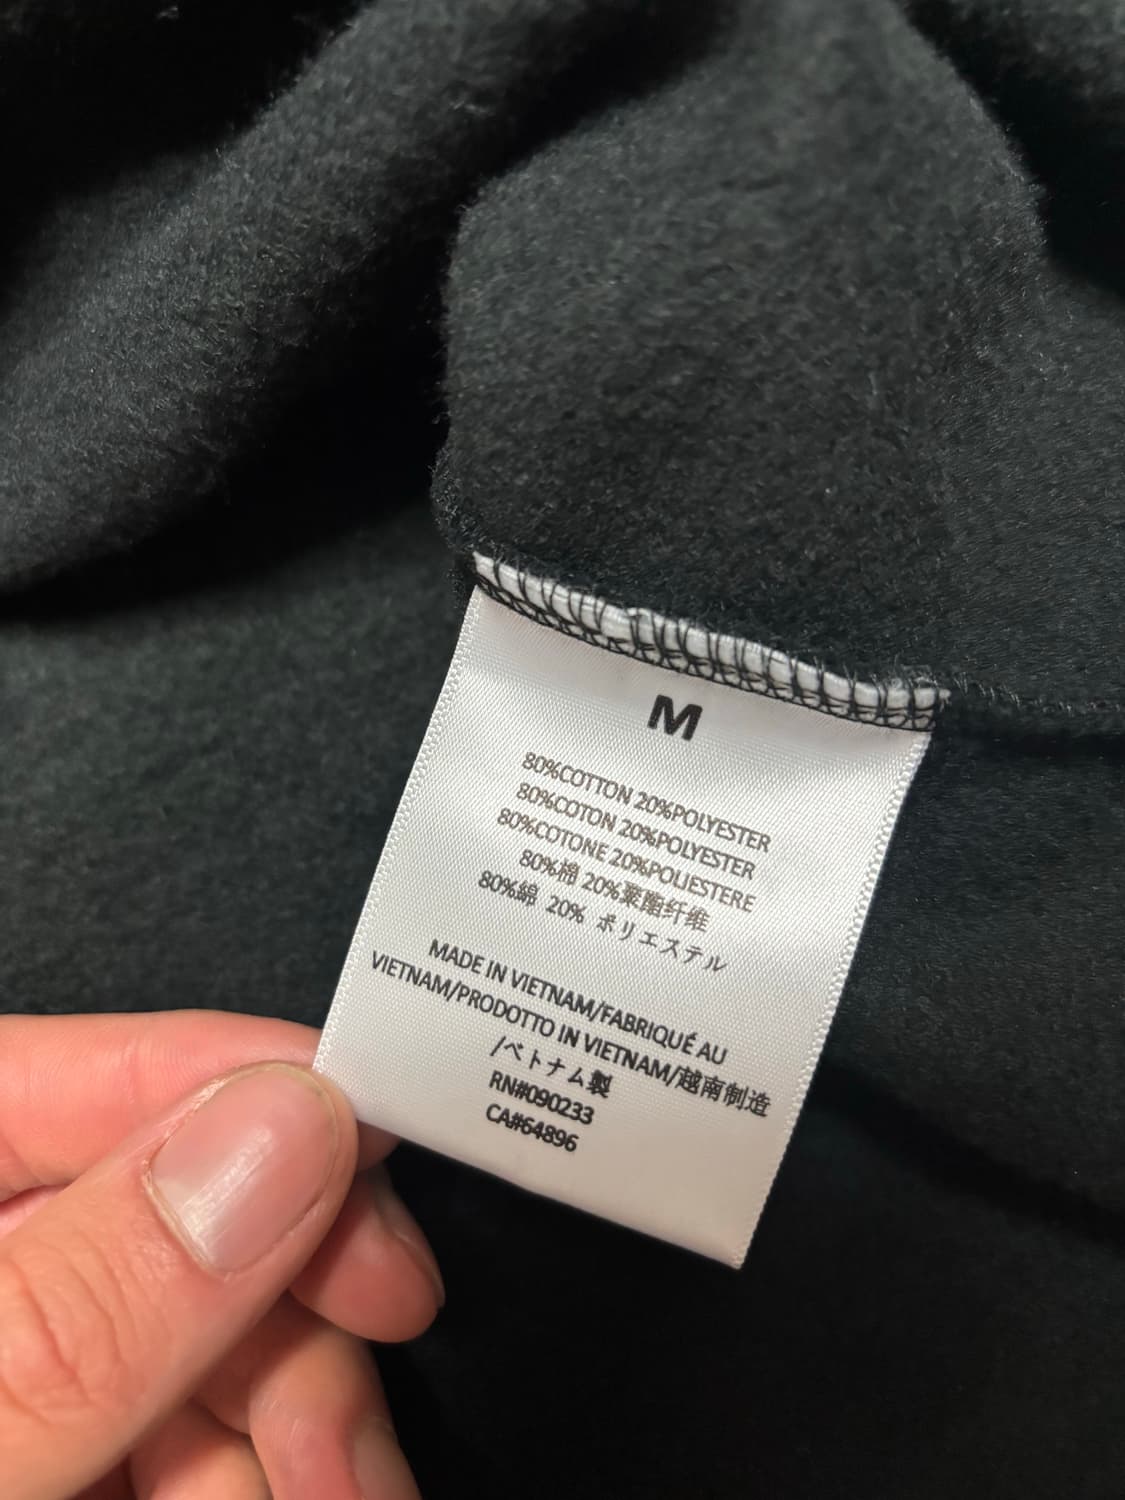 M
80%COTTON 20%POLYESTER
80%COTON 20%POLYESTER
80%COTONE 20%POLIESTERE
80%棉 20%聚酯纤维
80%綿 20% ポリエステル
MADE IN VIETNAM/FABRIQUÉ AU
VIETNAM/PRODOTTO IN VIETNAM/越南制造
/ベトナム製
RN#090233
CA#64896